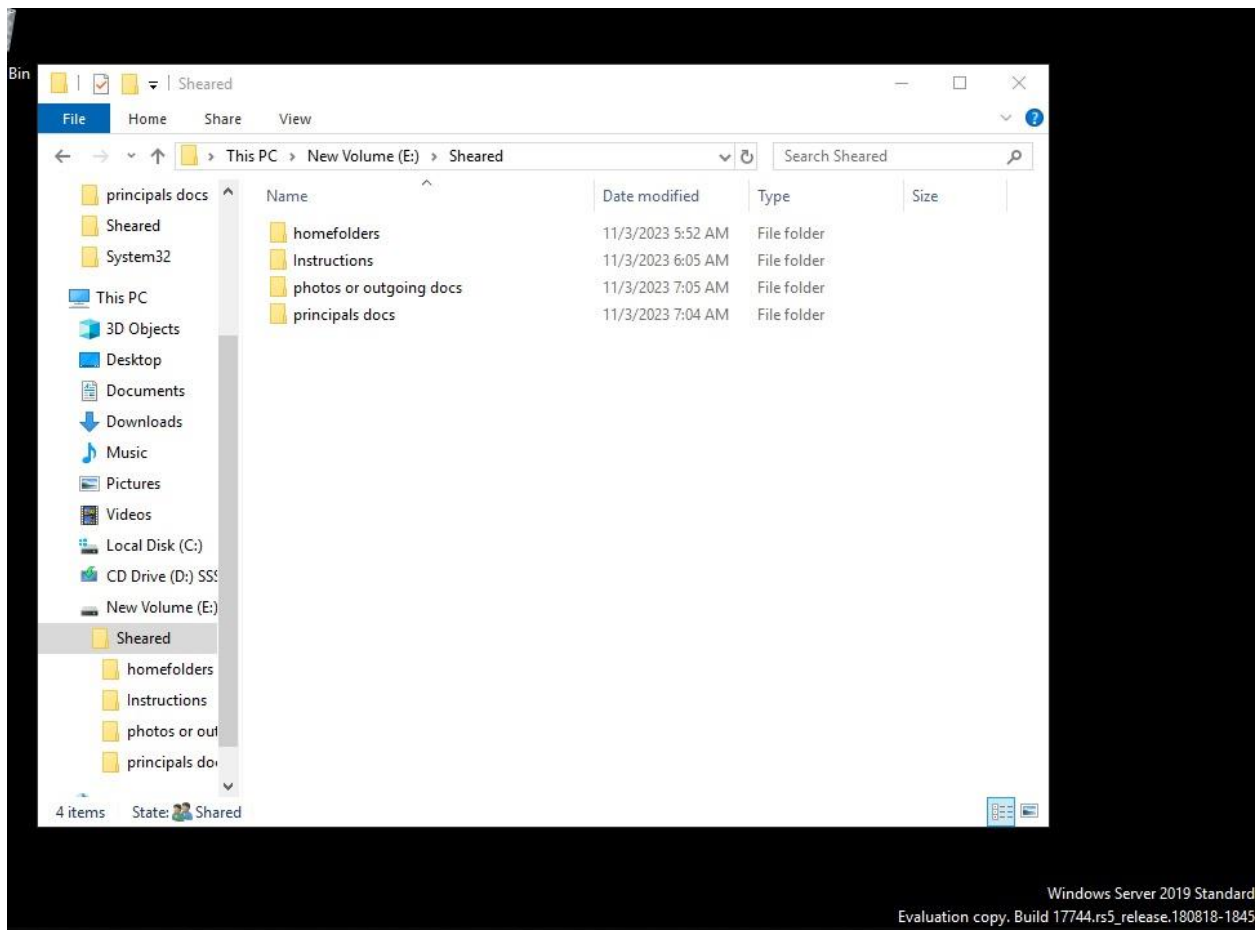 Bin
Sheared
File Home Share View
This PC > New Volume (E:) > Sheared
Search Sheared
principals docs
Sheared
System32
This PC
3D Objects
Desktop
Documents
Downloads
Music
Pictures
Videos
Local Disk (C:)
CD Drive (D:) SSS
New Volume (E:)
Sheared
homefolders
Instructions
photos or out
principals do
Name Date modified Type Size
homefolders 11/3/2023 5:52 AM File folder
Instructions 11/3/2023 6:05 AM File folder
photos or outgoing docs 11/3/2023 7:05 AM File folder
principals docs 11/3/2023 7:04 AM File folder
4 items State: Shared
Windows Server 2019 Standard
Evaluation copy. Build 17744.rs5_release.180818-1845